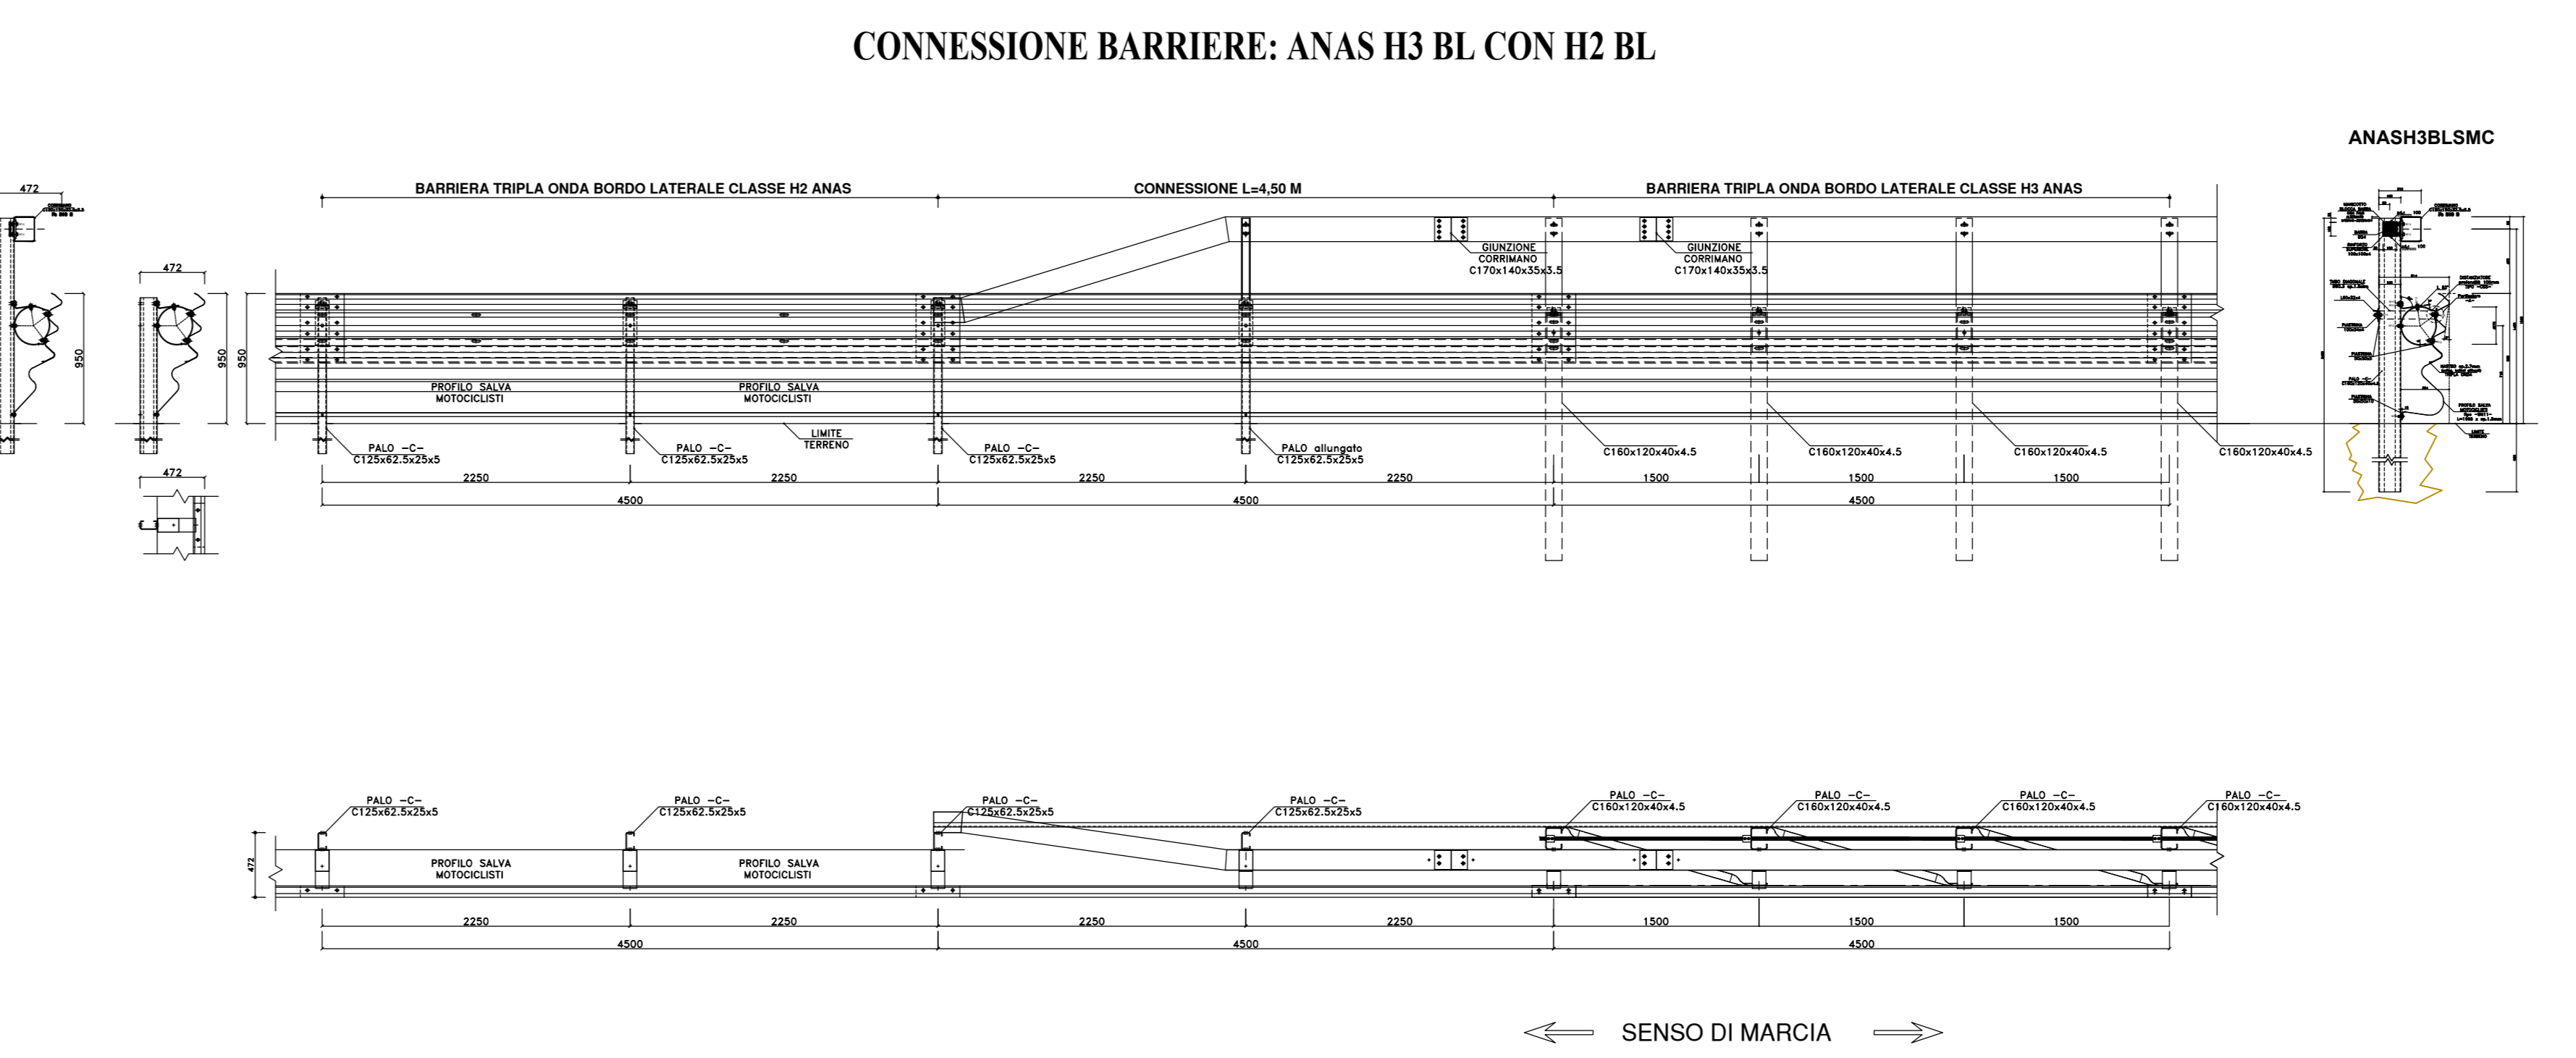 CONNESSIONE BARRIERE: ANAS H3 BL CON H2 BL
ANASH3BLSMC
BARRIERA TRIPLA ONDA BORDO LATERALE CLASSE H2 ANAS
CONNESSIONE L=4,50 M
BARRIERA TRIPLA ONDA BORDO LATERALE CLASSE H3 ANAS
472
472
950
950
950
GIUNZIONE
CORRIMANO
C170x140x35x3.5
GIUNZIONE
CORRIMANO
C170x140x35x3.5
PROFILO SALVA
MOTOCICLISTI
PROFILO SALVA
MOTOCICLISTI
LIMITE
TERRENO
PALO -C-
C125x62.5x25x5
PALO -C-
C125x62.5x25x5
PALO -C-
C125x62.5x25x5
PALO allungato
C125x62.5x25x5
C160x120x40x4.5
C160x120x40x4.5
C160x120x40x4.5
C160x120x40x4.5
472
2250
2250
2250
2250
1500
1500
1500
4500
4500
4500
PALO -C-
C125x62.5x25x5
PALO -C-
C125x62.5x25x5
PALO -C-
C125x62.5x25x5
PALO -C-
C125x62.5x25x5
PALO -C-
C160x120x40x4.5
PALO -C-
C160x120x40x4.5
PALO -C-
C160x120x40x4.5
PALO -C-
C160x120x40x4.5
472
PROFILO SALVA
MOTOCICLISTI
PROFILO SALVA
MOTOCICLISTI
2250
2250
2250
2250
1500
1500
1500
4500
4500
4500
SENSO DI MARCIA